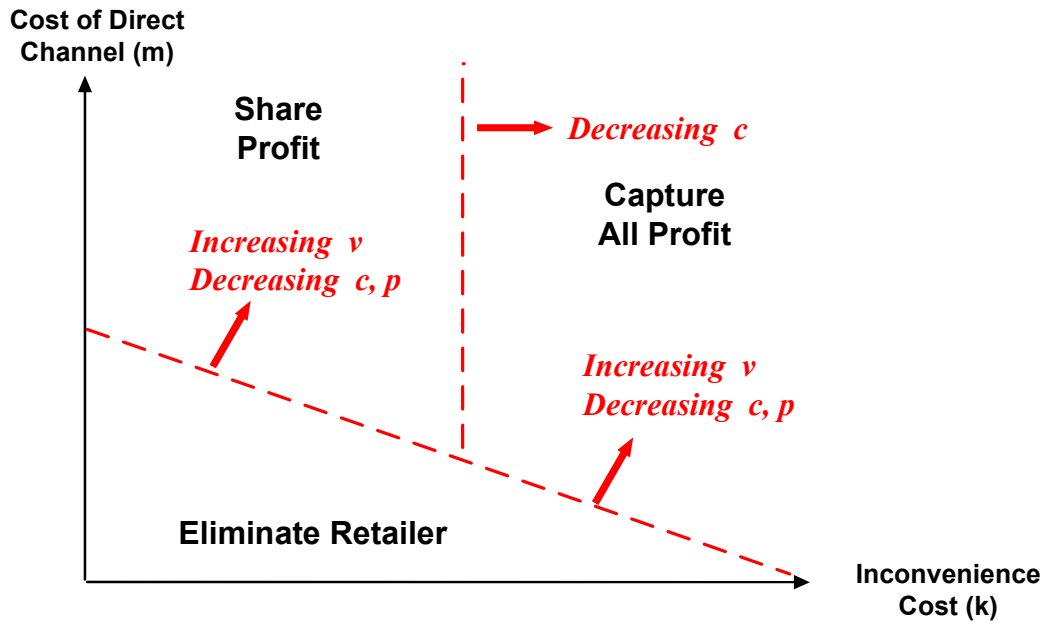 Cost of Direct
Channel (m)
Share
Profit
Decreasing c
Capture
All Profit
Increasing v
Decreasing c, p
Increasing v
Decreasing c, p
Eliminate Retailer
Inconvenience
Cost (k)